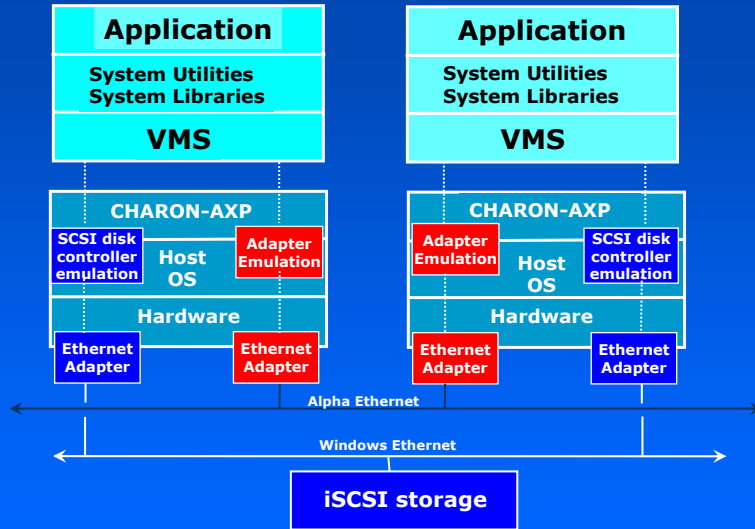 Application
System Utilities
System Libraries
VMS
CHARON-AXP
SCSI disk
controller
emulation
Host
OS
Adapter
Emulation
Hardware
Ethernet
Adapter
Ethernet
Adapter
Application
System Utilities
System Libraries
VMS
CHARON-AXP
Adapter
Emulation
Host
OS
SCSI disk
controller
emulation
Hardware
Ethernet
Adapter
Ethernet
Adapter
Alpha Ethernet
Windows Ethernet
iSCSI storage